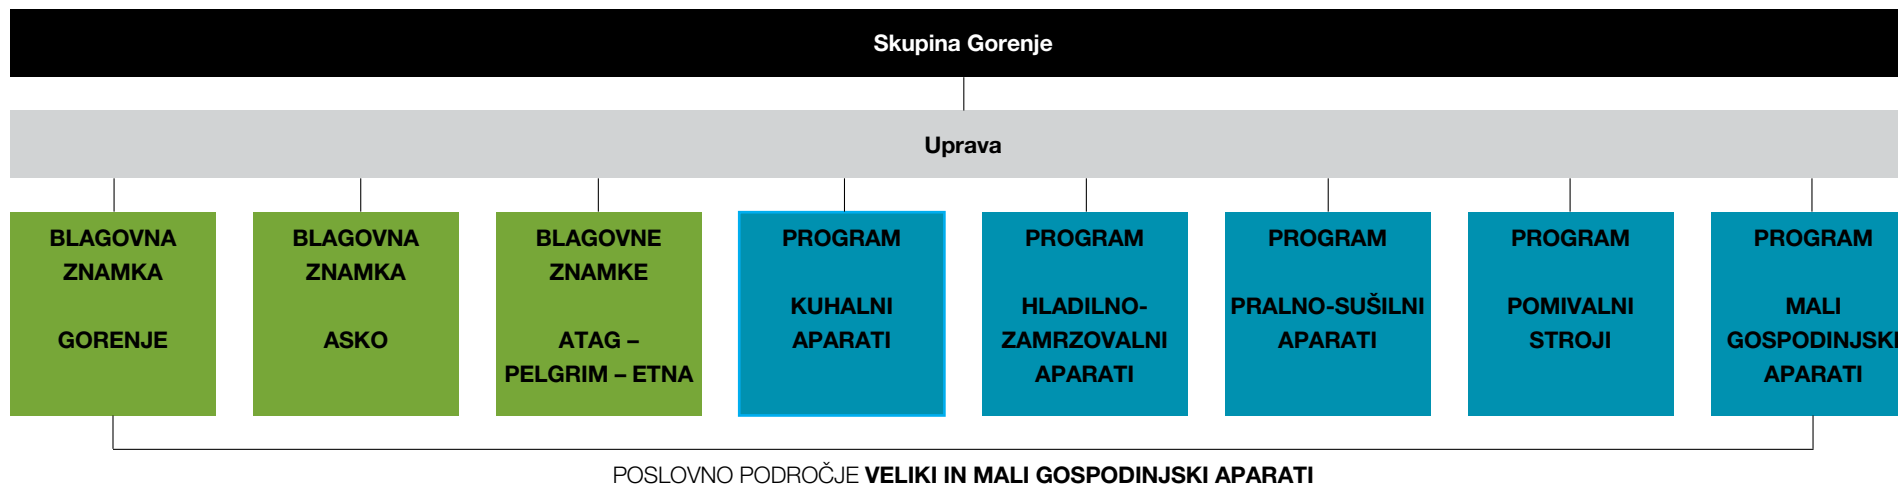 Skupina Gorenje
Uprava
BLAGOVNA
ZNAMKA
GORENJE
BLAGOVNA
ZNAMKA
ASKO
BLAGOVNE
ZNAMKE
ATAG –
PELGRIM – ETNA
PROGRAM
KUHALNI
APARATI
PROGRAM
HLADILNO-
ZAMRZOVALNI
APARATI
PROGRAM
PRALNO-SUŠILNI
APARATI
PROGRAM
POMIVALNI
STROJI
PROGRAM
MALI
GOSPODINJSKI
APARATI
POSLOVNO PODROČJE VELIKI IN MALI GOSPODINJSKI APARATI